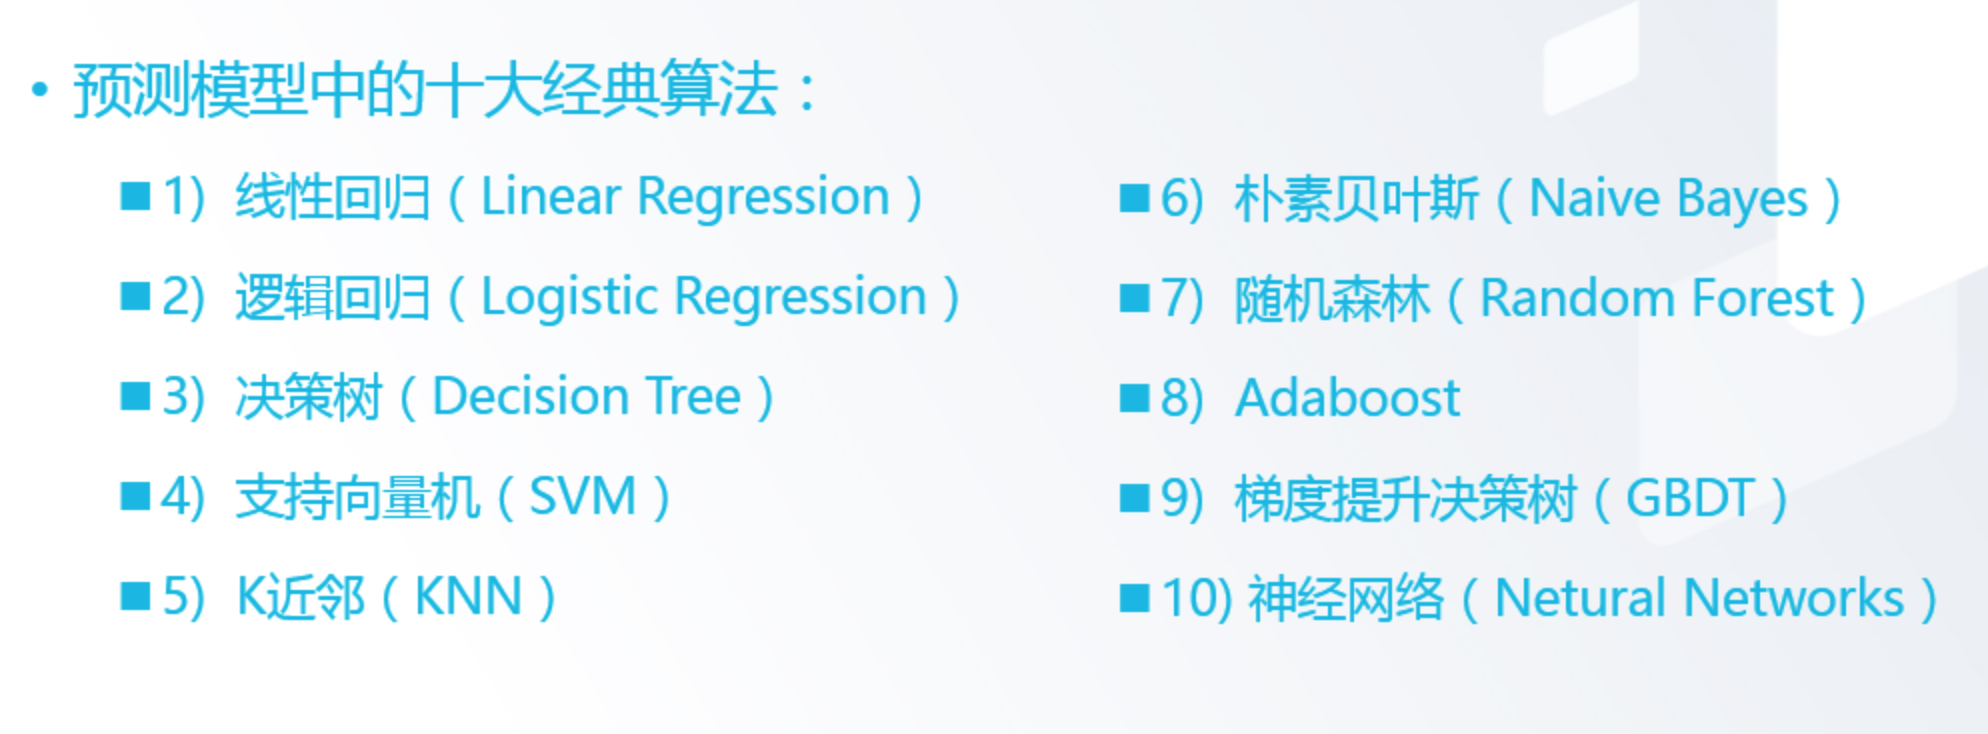 • 预测模型中的十大经典算法：
■ 1) 线性回归（Linear Regression）
■ 2) 逻辑回归（Logistic Regression）
■ 3) 决策树（Decision Tree）
■ 4) 支持向量机（SVM）
■ 5) K近邻（KNN）
■ 6) 朴素贝叶斯（Naive Bayes）
■ 7) 随机森林（Random Forest）
■ 8) Adaboost
■ 9) 梯度提升决策树（GBDT）
■ 10) 神经网络（Netural Networks）